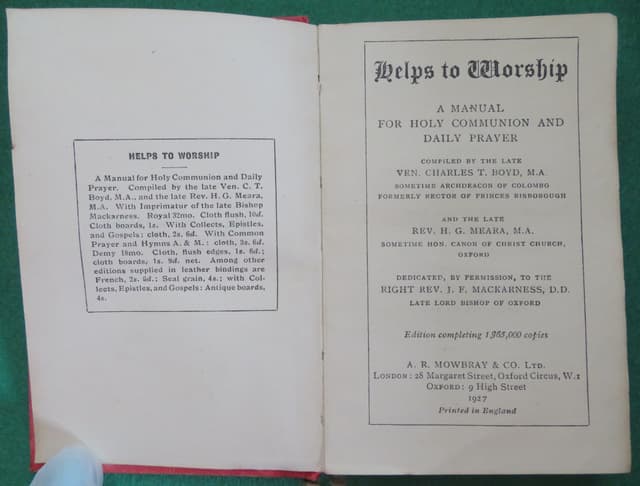 HELPS TO WORSHIP
A Manual for Holy Communion and Daily
Prayer. Compiled by the late Ven. C. T.
Boyd, M.A., and the late Rev. H. G. Meara,
M.A. With Imprimatur of the late Bishop
Mackarness. Royal 32mo. Cloth flush, 10d.
Cloth boards, 1s. With Collects, Epistles,
and Gospels: cloth, 2s. 6d. With Common
Prayer and Hymns A. & M.: cloth, 3s. 6d.
Demy 18mo. Cloth, flush edges, 1s. 6d.;
cloth boards, 1s. 9d. net. Among other
editions supplied in leather bindings are
French, 2s. 6d.; Seal grain, 4s.; with Col-
lects, Epistles, and Gospels: Antique boards,
4s.
Helps to Worship
A MANUAL
FOR HOLY COMMUNION AND
DAILY PRAYER
COMPILED BY THE LATE
VEN. CHARLES T. BOYD, M.A.
SOMETIME ARCHDEACON OF COLOMBO
FORMERLY RECTOR OF PRINCES RISBOROUGH
AND THE LATE
REV. H. G. MEARA, M.A.
SOMETIME HON. CANON OF CHRIST CHURCH,
OXFORD
DEDICATED, BY PERMISSION, TO THE
RIGHT REV. J. F. MACKARNESS, D.D.
LATE LORD BISHOP OF OXFORD
Edition completing copies
A. R. MOWBRAY & CO. LTD.
LONDON: 28 Margaret Street, Oxford Circus, W.1
OXFORD: 9 High Street
1927
Printed in England